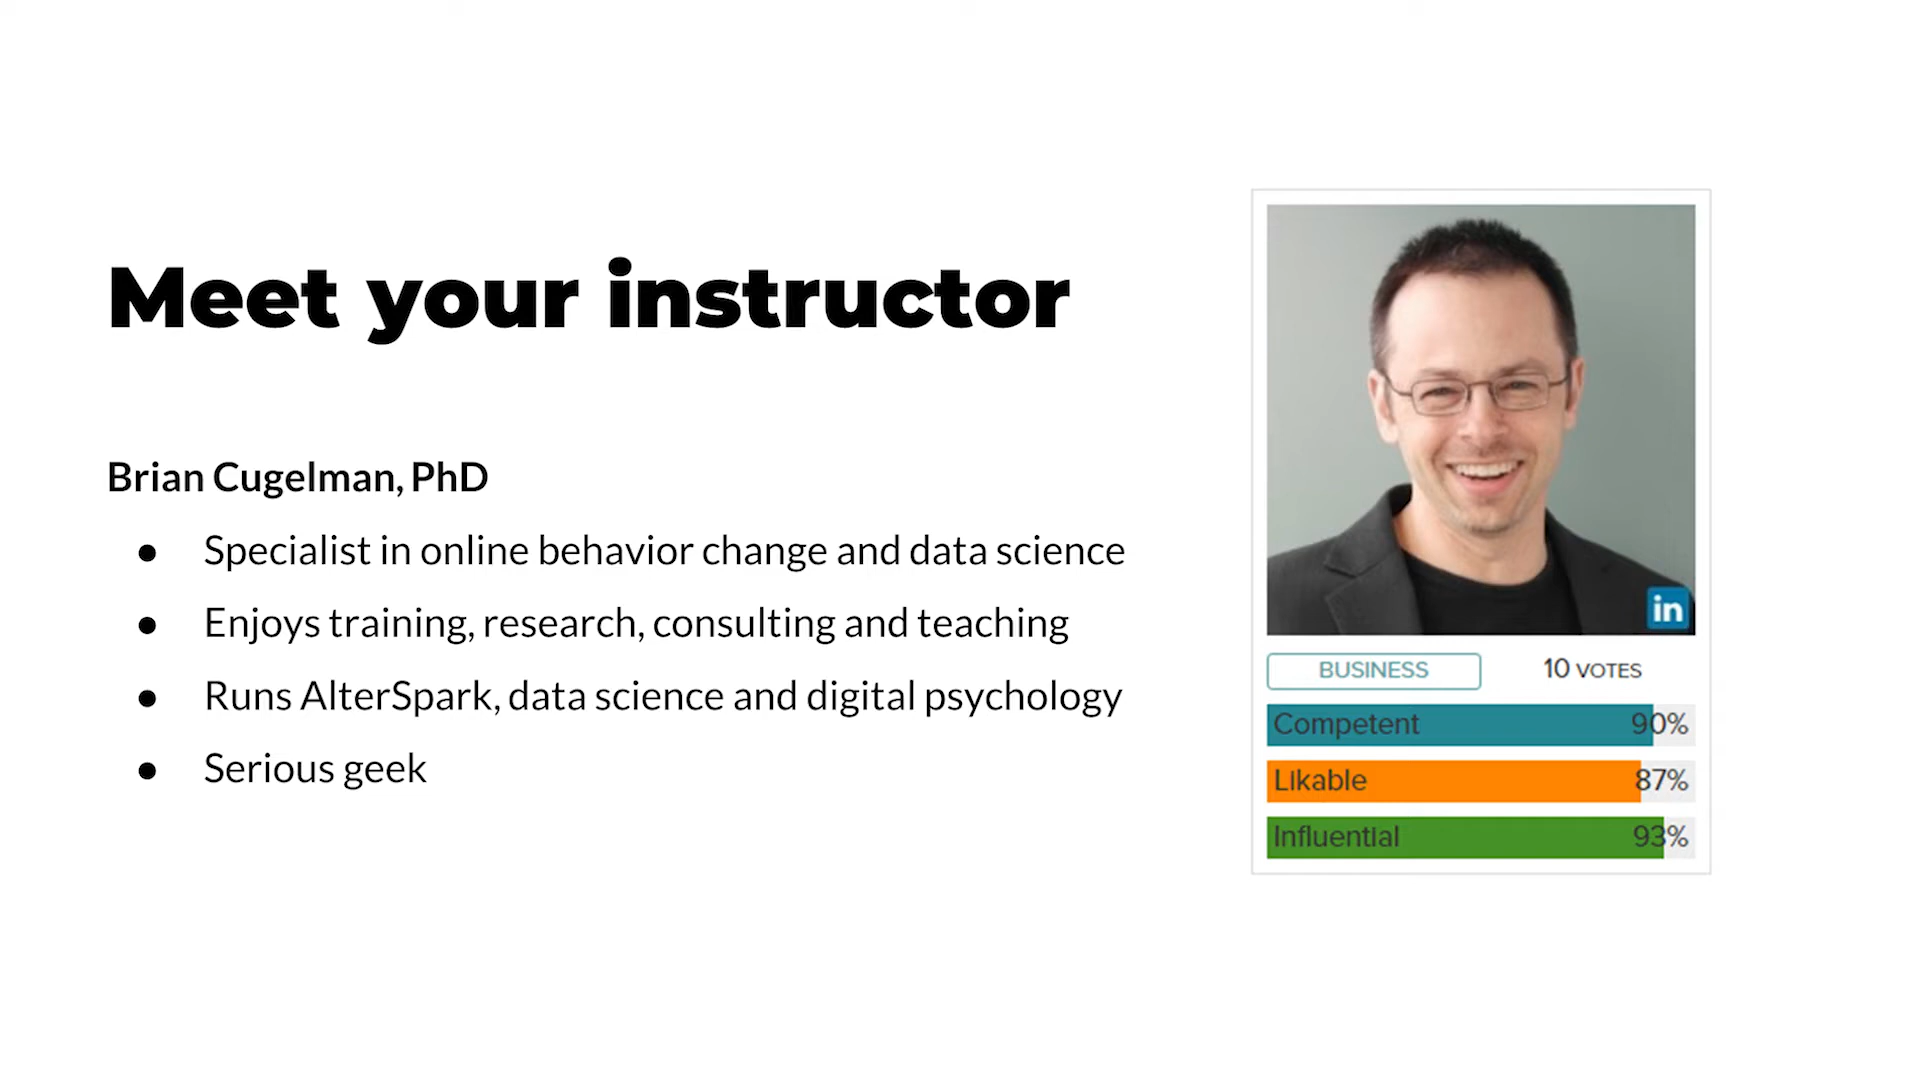 Meet your instructor
Brian Cugelman, PhD
● Specialist in online behavior change and data science
● Enjoys training, research, consulting and teaching
● Runs AlterSpark, data science and digital psychology
● Serious geek
in
BUSINESS 10 VOTES
Competent 90%
Likable 87%
Influential 93%